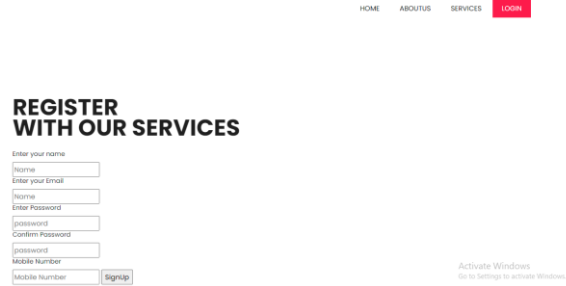 HOME ABOUTUS SERVICES LOGIN
REGISTER
WITH OUR SERVICES
Enter your name
Name
Enter your Email
Name
Enter Password
password
Confirm Password
password
Mobile Number
Mobile Number SignUp
Activate Windows
Go to Settings to activate Windows.